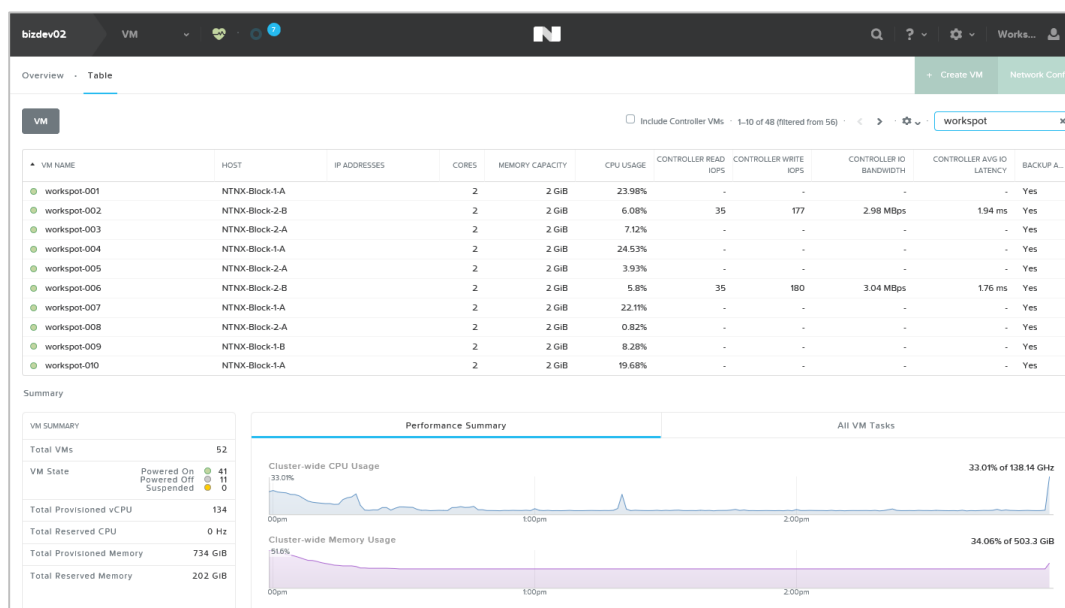 bizdev02 VM 7 N ? Works...
Overview · Table + Create VM Network Conf
VM Include Controller VMs · 1–10 of 48 (filtered from 56) · < > · workspot ×
VM NAME HOST IP ADDRESSES CORES MEMORY CAPACITY CPU USAGE CONTROLLER READ IOPS CONTROLLER WRITE IOPS CONTROLLER IO BANDWIDTH CONTROLLER AVG IO LATENCY BACKUP A...
workspot-001 NTNX-Block-1-A 2 2 GiB 23.98% - - - - Yes
workspot-002 NTNX-Block-2-B 2 2 GiB 6.08% 35 177 2.98 MBps 1.94 ms Yes
workspot-003 NTNX-Block-2-A 2 2 GiB 7.12% - - - - Yes
workspot-004 NTNX-Block-1-A 2 2 GiB 24.53% - - - - Yes
workspot-005 NTNX-Block-2-A 2 2 GiB 3.93% - - - - Yes
workspot-006 NTNX-Block-2-B 2 2 GiB 5.8% 35 180 3.04 MBps 1.76 ms Yes
workspot-007 NTNX-Block-1-A 2 2 GiB 22.11% - - - - Yes
workspot-008 NTNX-Block-2-A 2 2 GiB 0.82% - - - - Yes
workspot-009 NTNX-Block-1-B 2 2 GiB 8.28% - - - - Yes
workspot-010 NTNX-Block-1-A 2 2 GiB 19.68% - - - - Yes
Summary
VM SUMMARY
Total VMs 52
VM State Powered On 41
Powered Off 11
Suspended 0
Total Provisioned vCPU 134
Total Reserved CPU 0 Hz
Total Provisioned Memory 734 GiB
Total Reserved Memory 202 GiB
Performance Summary All VM Tasks
Cluster-wide CPU Usage 33.01% of 138.14 GHz
33.01%
00pm 1:00pm 2:00pm
Cluster-wide Memory Usage 34.06% of 503.3 GiB
51.6%
00pm 1:00pm 2:00pm